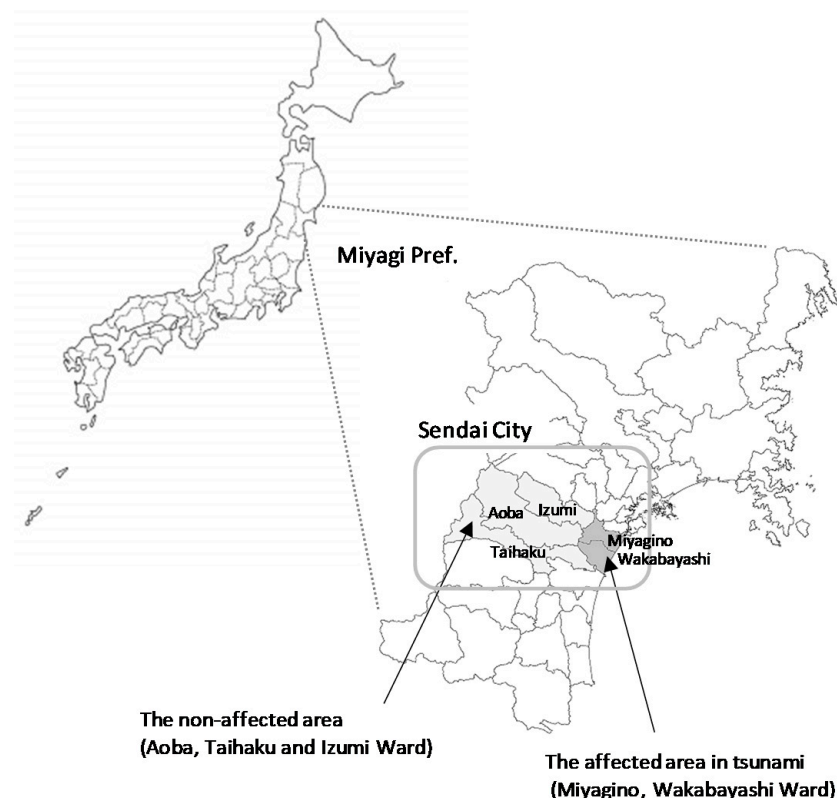 Miyagi Pref.
Sendai City
Aoba
Izumi
Miyagino
Taihaku
Wakabayashi
The non-affected area
(Aoba, Taihaku and Izumi Ward)
The affected area in tsunami
(Miyagino, Wakabayashi Ward)